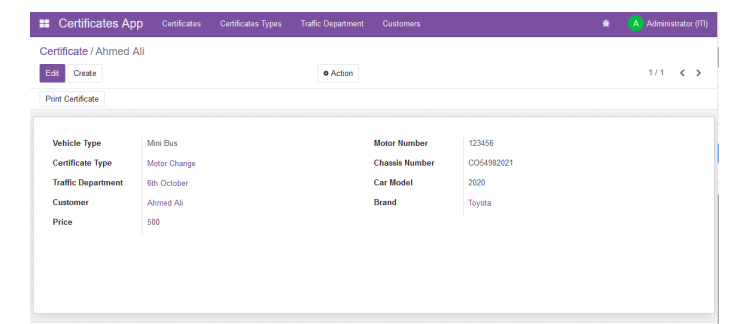 Certificates App Certificates Certificates Types Traffic Department Customers A Administrator (ITI)
Certificate / Ahmed Ali
Edit Create Action 1 / 1
Print Certificate
Vehicle Type Mini Bus Motor Number 123456
Certificate Type Motor Change Chassis Number CO54982021
Traffic Department 6th October Car Model 2020
Customer Ahmed Ali Brand Toyota
Price 500